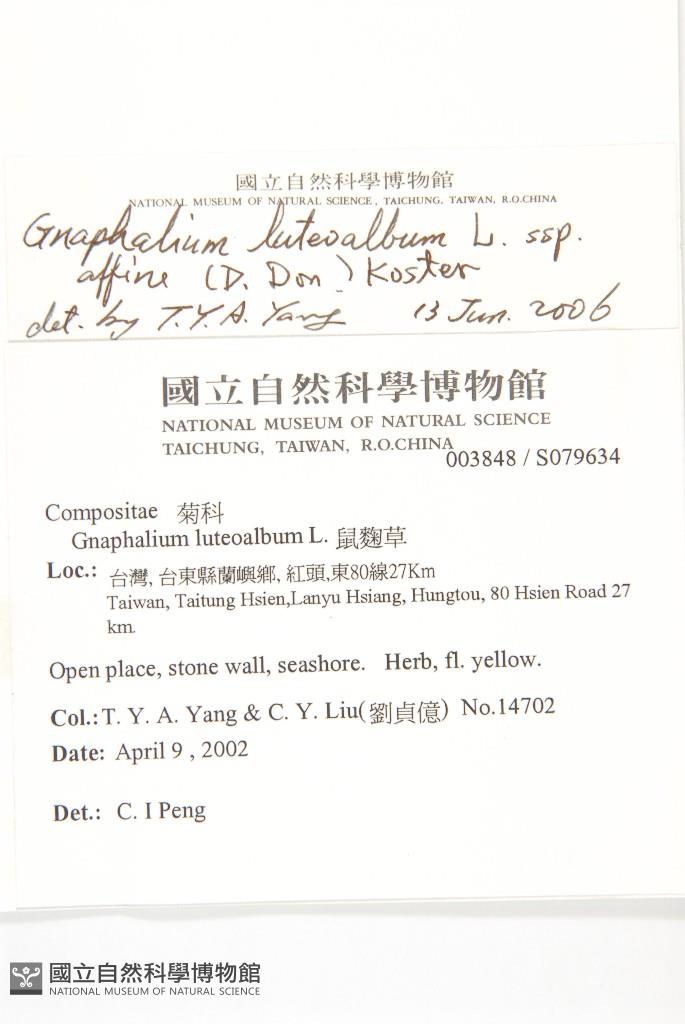 國立自然科學博物館
NATIONAL MUSEUM OF NATURAL SCIENCE, TAICHUNG, TAIWAN, R.O.CHINA
Gnaphalium luteoalbum L. ssp.
affine (D. Don) Koster
det. by T.Y.A. Yang 13 Jun. 2006
國立自然科學博物館
NATIONAL MUSEUM OF NATURAL SCIENCE
TAICHUNG, TAIWAN, R.O.CHINA
003848 / S079634
Compositae 菊科
Gnaphalium luteoalbum L. 鼠麴草
Loc.: 台灣, 台東縣蘭嶼鄉, 紅頭,東80線27Km
Taiwan, Taitung Hsien,Lanyu Hsiang, Hungtou, 80 Hsien Road 27
km.
Open place, stone wall, seashore. Herb, fl. yellow.
Col.: T. Y. A. Yang & C. Y. Liu(劉貞億) No.14702
Date: April 9 , 2002
Det.: C. I Peng
國立自然科學博物館
NATIONAL MUSEUM OF NATURAL SCIENCE